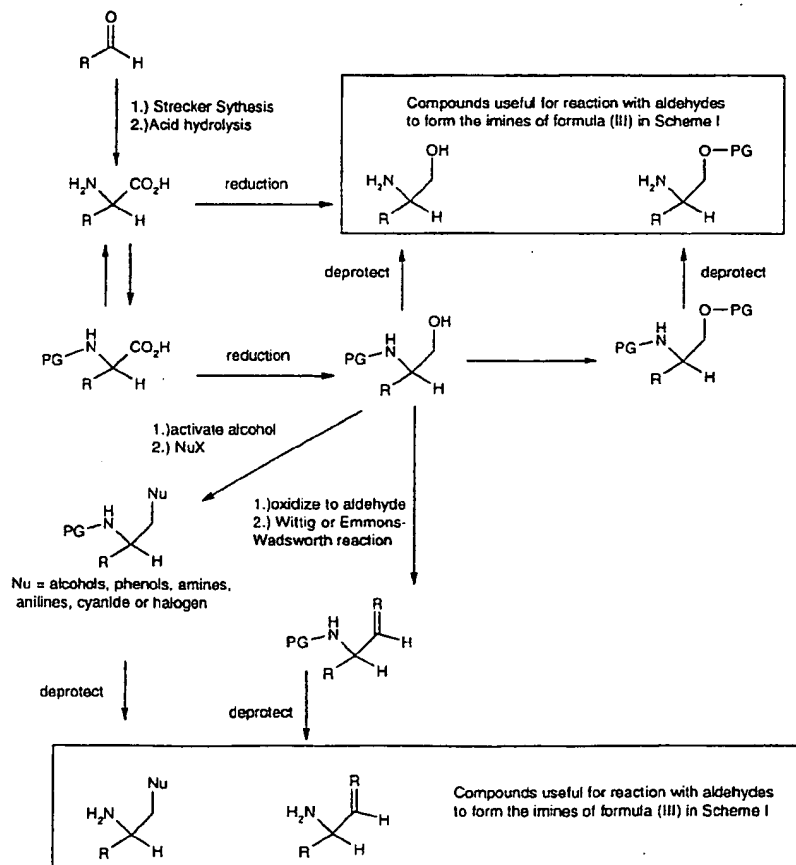 O
R
H
1.) Strecker Sythesis
2.)Acid hydrolysis
Compounds useful for reaction with aldehydes
to form the imines of formula (III) in Scheme I
H₂N
CO₂H
R
H
reduction
OH
H₂N
R
H
O—PG
H₂N
R
H
deprotect
deprotect
H
PG-N
CO₂H
R
H
reduction
OH
H
PG-N
R
H
O—PG
H
PG-N
R
H
1.)activate alcohol
2.) NuX
1.)oxidize to aldehyde
2.) Wittig or Emmons-
Wadsworth reaction
Nu
H
PG-N
R
H
Nu = alcohols, phenols, amines,
anilines, cyanide or halogen
R
H
PG-N
H
R
H
deprotect
deprotect
Nu
H₂N
R
H
R
H₂N
H
R
H
Compounds useful for reaction with aldehydes
to form the imines of formula (III) in Scheme I